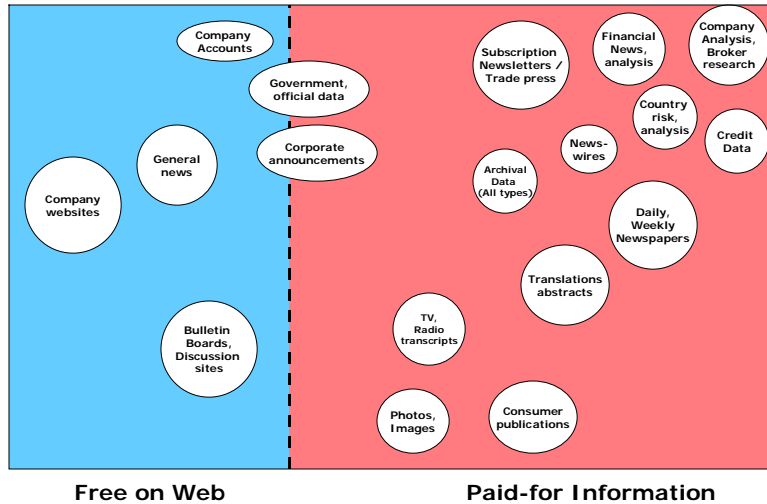 Company
Accounts
Government,
official data
Corporate
announcements
General
news
Company
websites
Bulletin
Boards,
Discussion
sites
Subscription
Newsletters /
Trade press
Financial
News,
analysis
Company
Analysis,
Broker
research
Country
risk,
analysis
Credit
Data
News-
wires
Archival
Data
(All types)
Daily,
Weekly
Newspapers
Translations
abstracts
TV,
Radio
transcripts
Photos,
Images
Consumer
publications
Free on Web
Paid-for Information